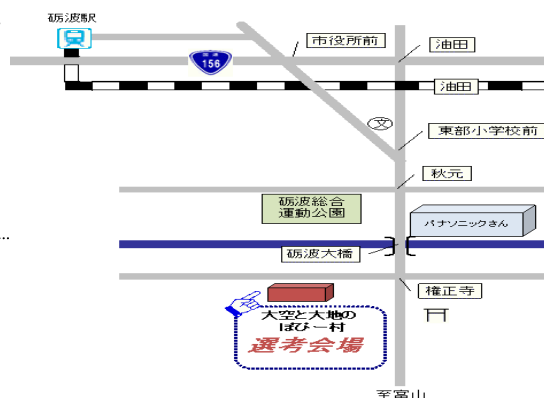 砺波駅
国道
156
市役所前
油田
油田
文
東部小学校前
秋元
砺波総合
運動公園
パナソニックさん
砺波大橋
権正寺
大空と大地の
ぽぴー村
選考会場
至富山
...